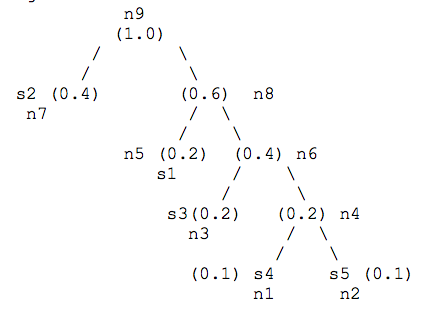 n9
(1.0)
/ \
/ \
s2 (0.4) (0.6) n8
n7 / \
/ \
n5 (0.2) (0.4) n6
s1 / \
/ \
s3(0.2) (0.2) n4
n3 / \
/ \
(0.1) s4 s5 (0.1)
n1 n2